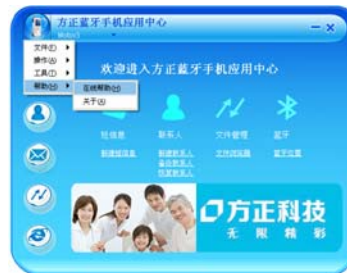 方正蓝牙手机应用中心
文件(F)
操作(A)
工具(T)
帮助(H)
在线帮助(H)
关于(A)
欢迎进入方正蓝牙手机应用中心
短信息 联系人 文件管理 蓝牙
新建短信息 新建联系人 文件浏览器 蓝牙设置
备份联系人
恢复联系人
方正科技
无限精彩